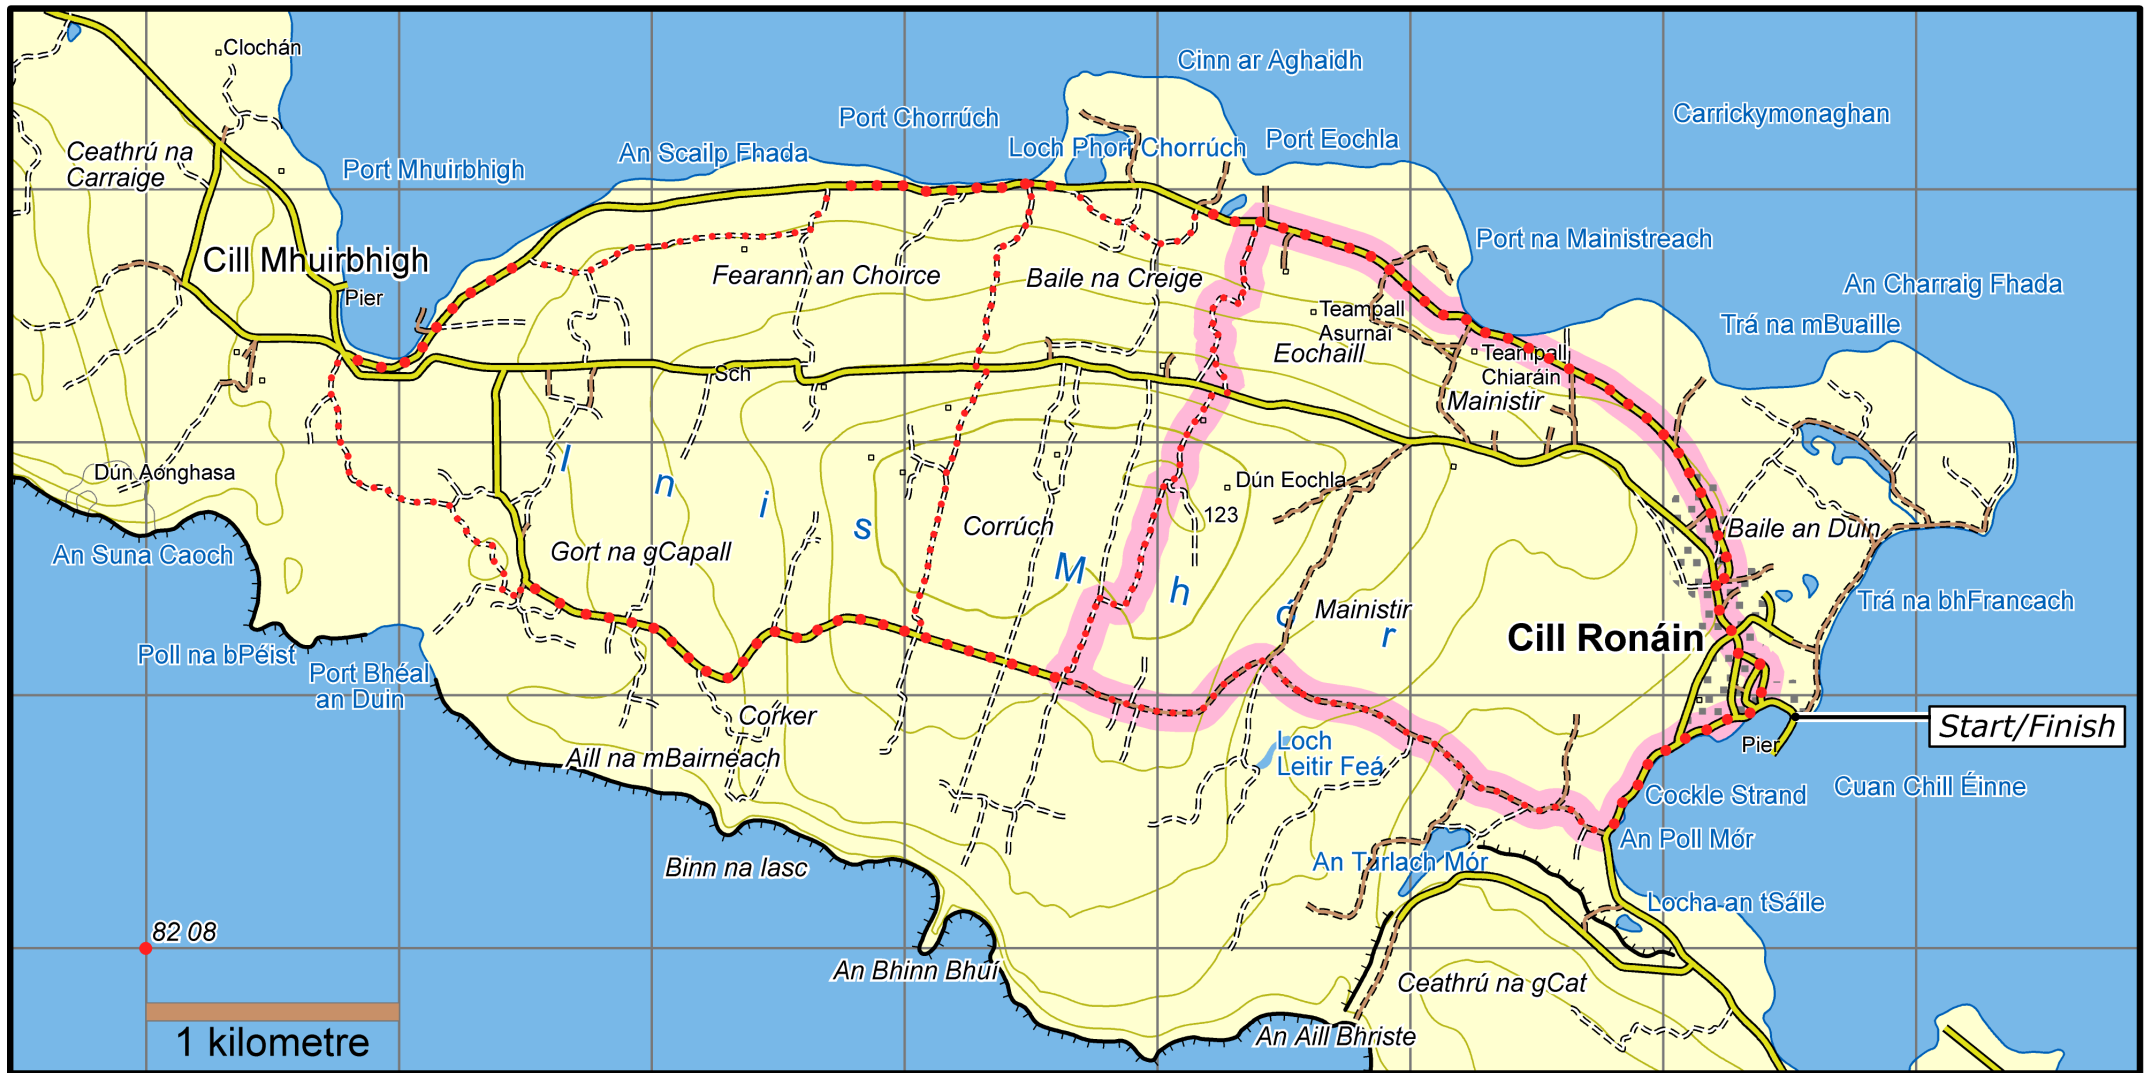 Clochán
Cinn ar Aghaidh
Carrickymonaghan
Port Chorrúch
Port Eochla
Loch Phort Chorrúch
An Scailp Fhada
Ceathrú na
Carraige
Port Mhuirbhigh
Port na Mainistreach
Cill Mhuirbhigh
Fearann an Choirce
Baile na Creige
An Charraig Fhada
Pier
Teampall
Asurnaí
Trá na mBuaille
Eochaill
Teampall
Chiaráin
Sch
Mainistir
Dún Aonghasa
Dún Eochla
123
I n i s M h ó r
Corrúch
Baile an Duin
An Suna Caoch
Gort na gCapall
Trá na bhFrancach
Mainistir
Cill Ronáin
Poll na bPéist
Port Bhéal
an Duin
Corker
Start/Finish
Loch
Leitir Feá
Pier
Aill na mBairneach
Cuan Chill Éinne
Cockle Strand
An Poll Mór
Binn na Iasc
An Turlach Mór
Locha an tSáile
82 08
An Bhinn Bhuí
Ceathrú na gCat
1 kilometre
An Aill Bhriste